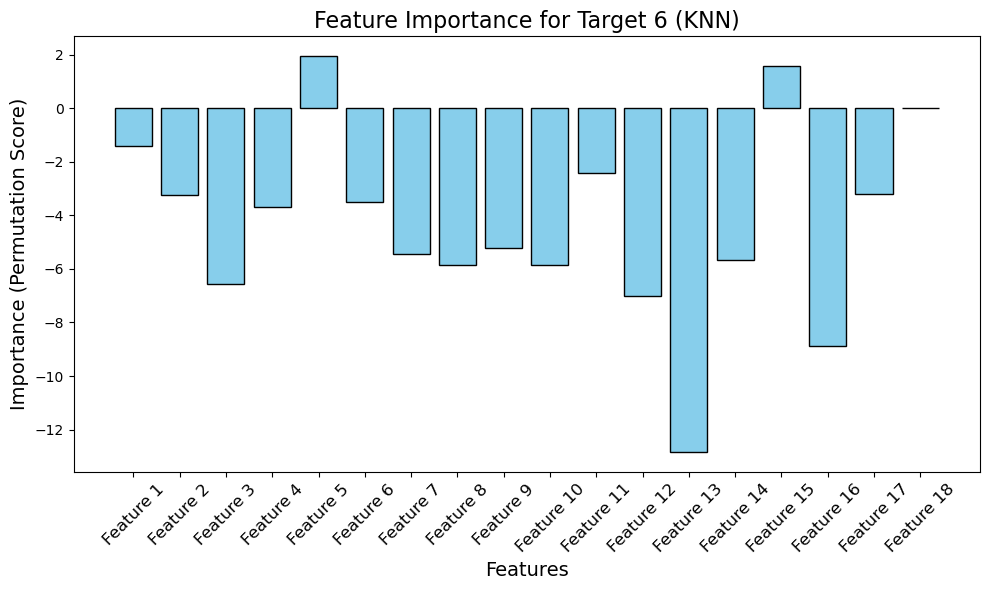 Feature Importance for Target 6 (KNN)
Importance (Permutation Score)
2
0
−2
−4
−6
−8
−10
−12
Feature 1
Feature 2
Feature 3
Feature 4
Feature 5
Feature 6
Feature 7
Feature 8
Feature 9
Feature 10
Feature 11
Feature 12
Feature 13
Feature 14
Feature 15
Feature 16
Feature 17
Feature 18
Features